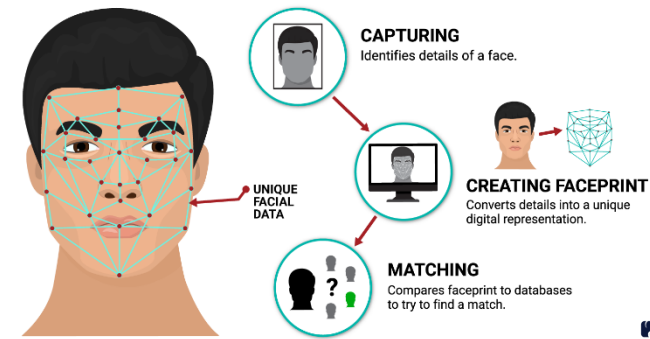 CAPTURING
Identifies details of a face.
UNIQUE
FACIAL
DATA
CREATING FACEPRINT
Converts details into a unique
digital representation.
?
MATCHING
Compares faceprint to databases
to try to find a match.